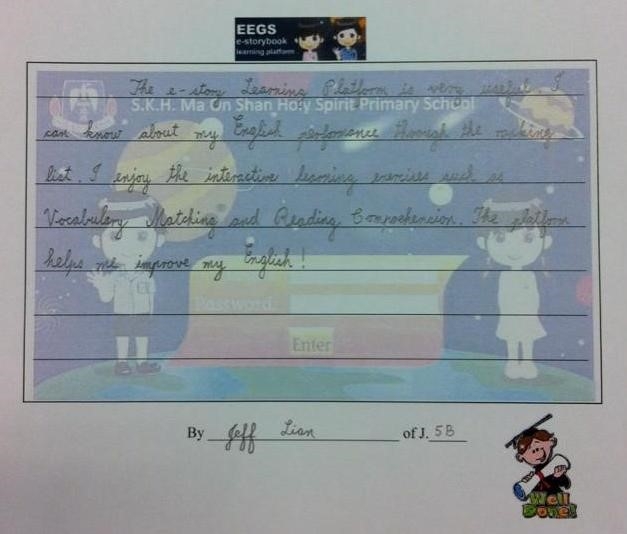 EEGS
e-storybook
learning platform
The e-story Learning Platform is very useful. I
S.K.H. Ma On Shan Holy Spirit Primary School
can know about my English perfomance through the ranking
list. I enjoy the interactive learning exercises such as
Vocabulary Matching and Reading Comprehension. The platform
helps me improve my English!
Password:
Enter
By Jeff Lian of J. 5B
Well
Done!